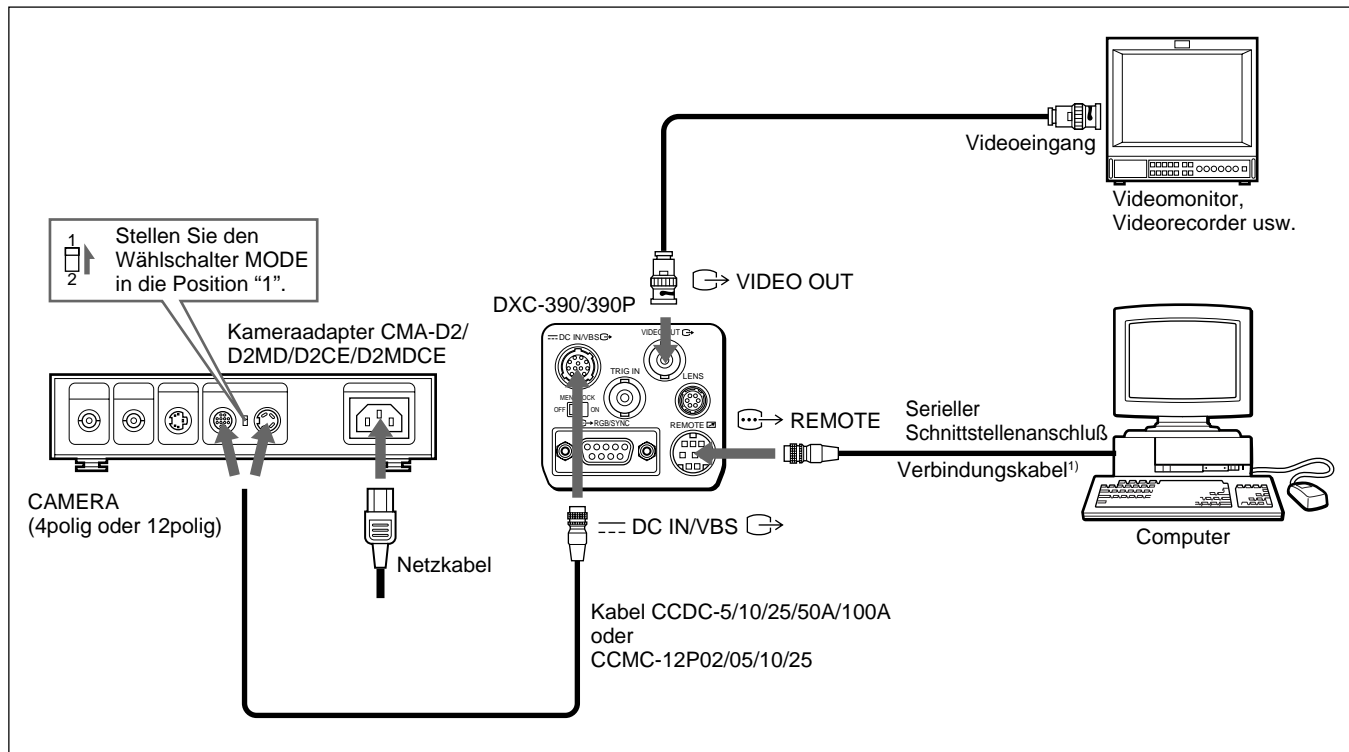 Videoeingang
Videomonitor,
Videorecorder usw.
1
2
Stellen Sie den
Wählschalter MODE
in die Position “1”.
Kameraadapter CMA-D2/
D2MD/D2CE/D2MDCE
CAMERA
(4polig oder 12polig)
Netzkabel
DXC-390/390P
VIDEO OUT
DC IN/VBS
VIDEO OUT
TRIG IN
LENS
OFF
ON
RGB/SYNC
REMOTE
REMOTE
Serieller
Schnittstellenanschluß
Verbindungskabel1)
Computer
DC IN/VBS
Kabel CCDC-5/10/25/50A/100A
oder
CCMC-12P02/05/10/25